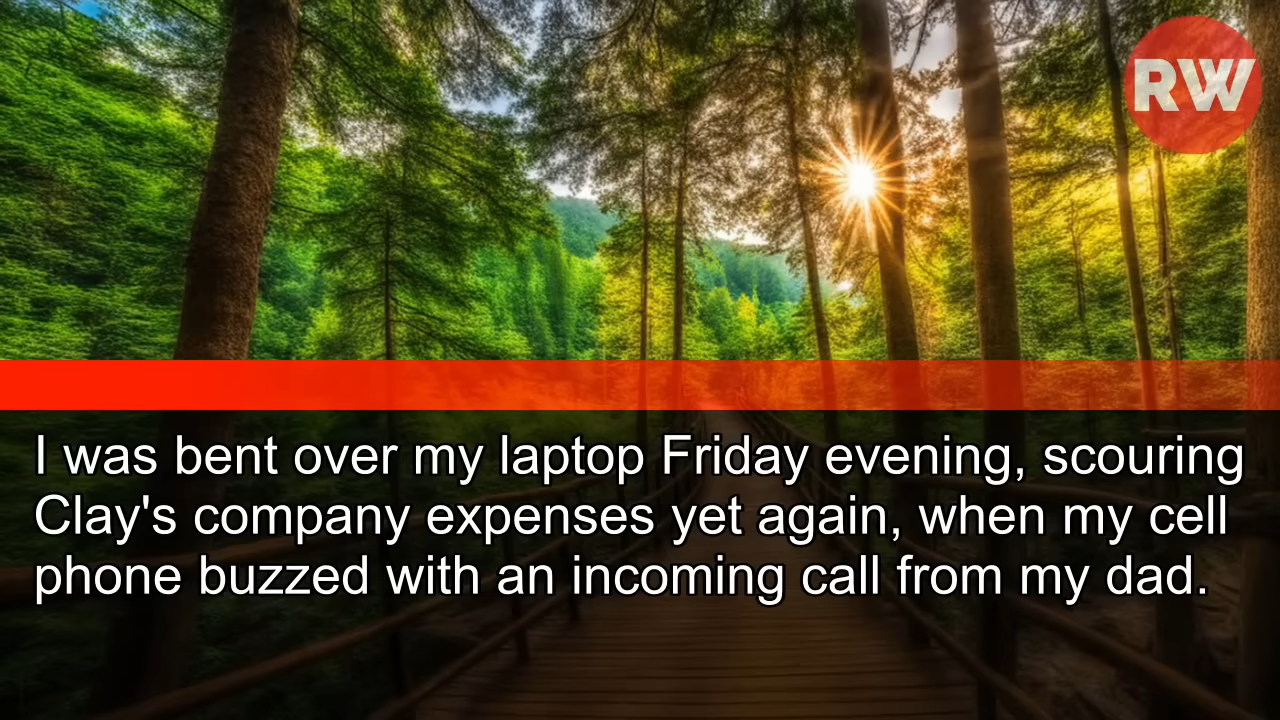 RW
I was bent over my laptop Friday evening, scouring
Clay's company expenses yet again, when my cell
phone buzzed with an incoming call from my dad.